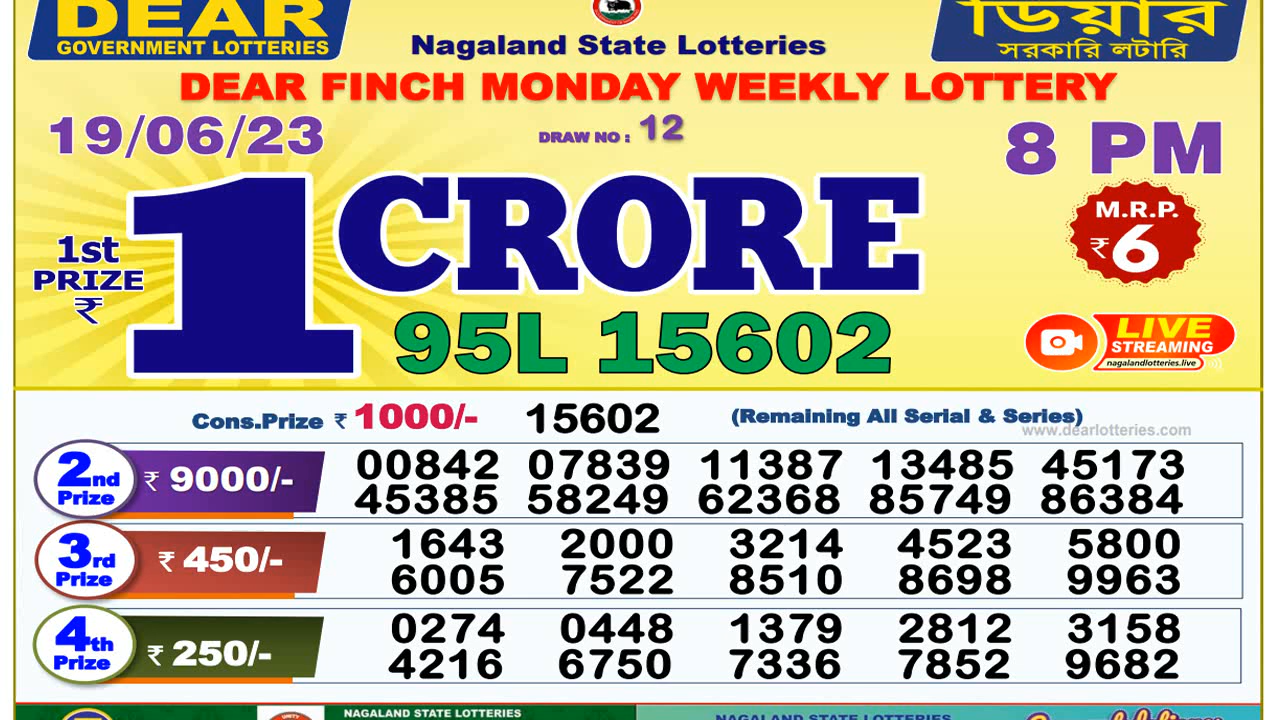 DEAR
GOVERNMENT LOTTERIES
Nagaland State Lotteries
ডিয়ার
সরকারি লটারি
DEAR FINCH MONDAY WEEKLY LOTTERY
19/06/23
DRAW NO : 12
8 PM
1st
PRIZE
₹
1 CRORE
95L 15602
M.R.P.
₹ 6
LIVE
STREAMING
nagalandlotteries.live
Cons.Prize ₹ 1000/- 15602 (Remaining All Serial & Series)
www.dearlotteries.com
2nd Prize ₹ 9000/-
00842 07839 11387 13485 45173
45385 58249 62368 85749 86384
3rd Prize ₹ 450/-
1643 2000 3214 4523 5800
6005 7522 8510 8698 9963
4th Prize ₹ 250/-
0274 0448 1379 2812 3158
4216 6750 7336 7852 9682
NAGALAND STATE LOTTERIES
NAGALAND STATE LOTTERIES